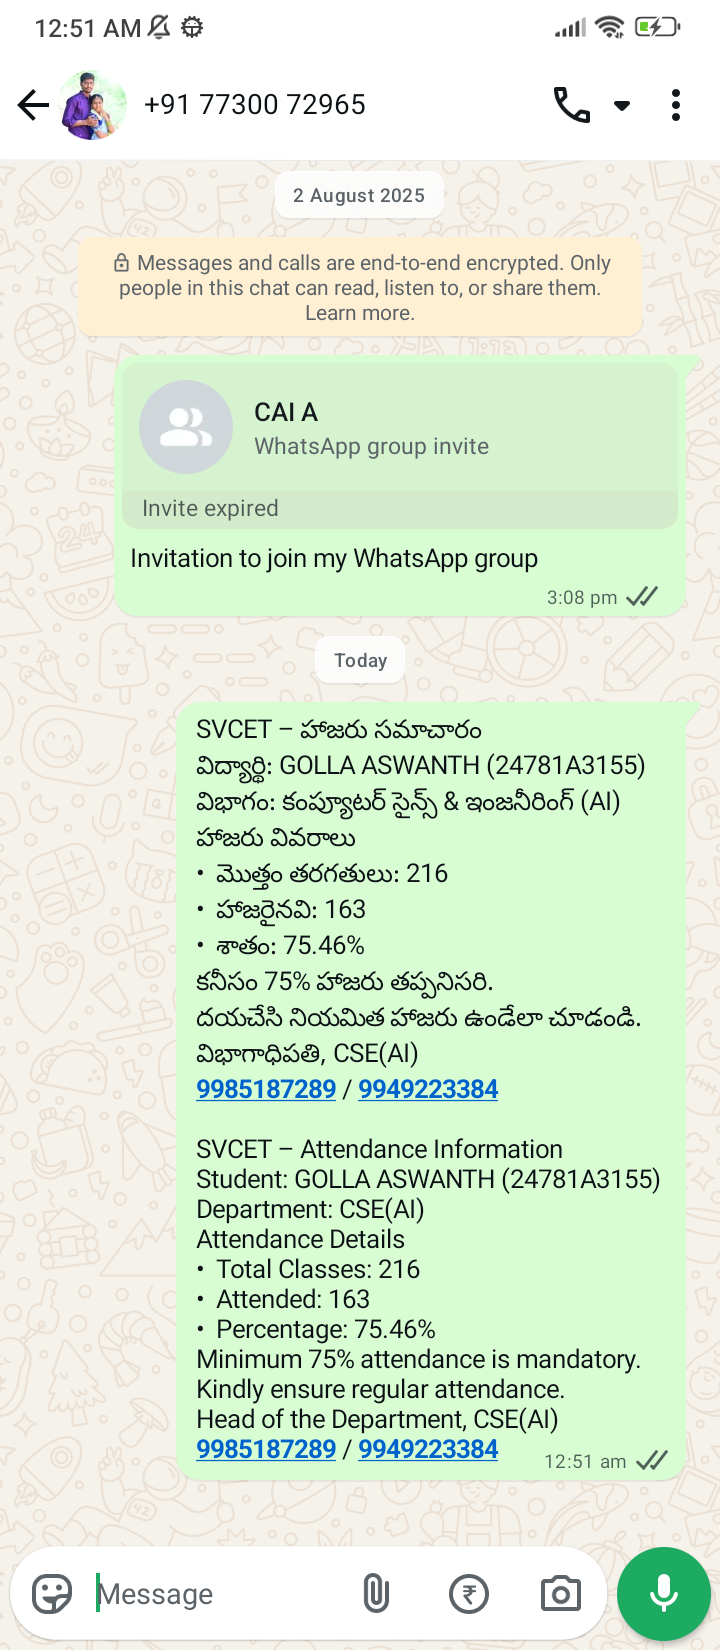 12:51 AM
+91 77300 72965
2 August 2025
Messages and calls are end-to-end encrypted. Only
people in this chat can read, listen to, or share them.
Learn more.
CAI A
WhatsApp group invite
Invite expired
Invitation to join my WhatsApp group
3:08 pm
Today
SVCET – హాజరు సమాచారం
విద్యార్థి: GOLLA ASWANTH (24781A3155)
విభాగం: కంప్యూటర్ సైన్స్ & ఇంజనీరింగ్ (AI)
హాజరు వివరాలు
• మొత్తం తరగతులు: 216
• హాజరైనవి: 163
• శాతం: 75.46%
కనీసం 75% హాజరు తప్పనిసరి.
దయచేసి నియమిత హాజరు ఉండేలా చూడండి.
విభాగాధిపతి, CSE(AI)
9985187289 / 9949223384
SVCET – Attendance Information
Student: GOLLA ASWANTH (24781A3155)
Department: CSE(AI)
Attendance Details
• Total Classes: 216
• Attended: 163
• Percentage: 75.46%
Minimum 75% attendance is mandatory.
Kindly ensure regular attendance.
Head of the Department, CSE(AI)
9985187289 / 9949223384
12:51 am
Message